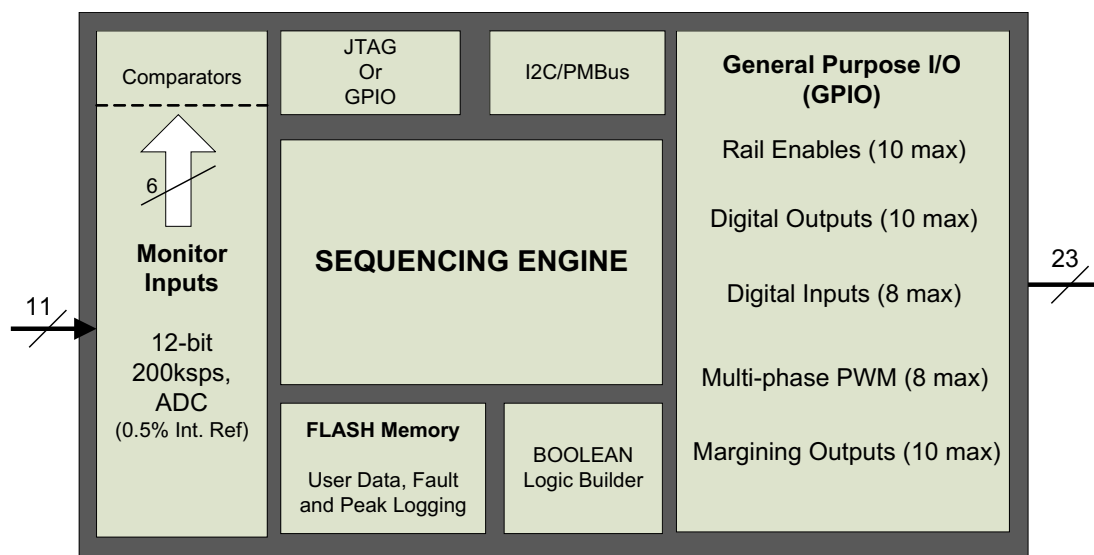 Comparators
6
Monitor
Inputs
12-bit
200ksps,
ADC
(0.5% Int. Ref)
11
JTAG
Or
GPIO
I2C/PMBus
SEQUENCING ENGINE
FLASH Memory
User Data, Fault
and Peak Logging
BOOLEAN
Logic Builder
General Purpose I/O
(GPIO)
Rail Enables (10 max)
Digital Outputs (10 max)
Digital Inputs (8 max)
Multi-phase PWM (8 max)
Margining Outputs (10 max)
23